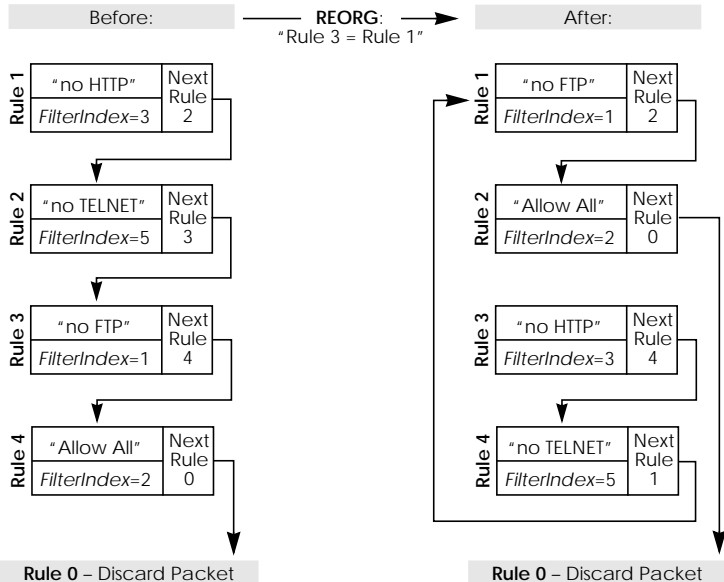 Before:
REORG:
“Rule 3 = Rule 1”
After:
Rule 1
“no HTTP”
FilterIndex=3
Next
Rule
2
Rule 2
“no TELNET”
FilterIndex=5
Next
Rule
3
Rule 3
“no FTP”
FilterIndex=1
Next
Rule
4
Rule 4
“Allow All”
FilterIndex=2
Next
Rule
0
Rule 0 – Discard Packet
Rule 1
“no FTP”
FilterIndex=1
Next
Rule
2
Rule 2
“Allow All”
FilterIndex=2
Next
Rule
0
Rule 3
“no HTTP”
FilterIndex=3
Next
Rule
4
Rule 4
“no TELNET”
FilterIndex=5
Next
Rule
1
Rule 0 – Discard Packet